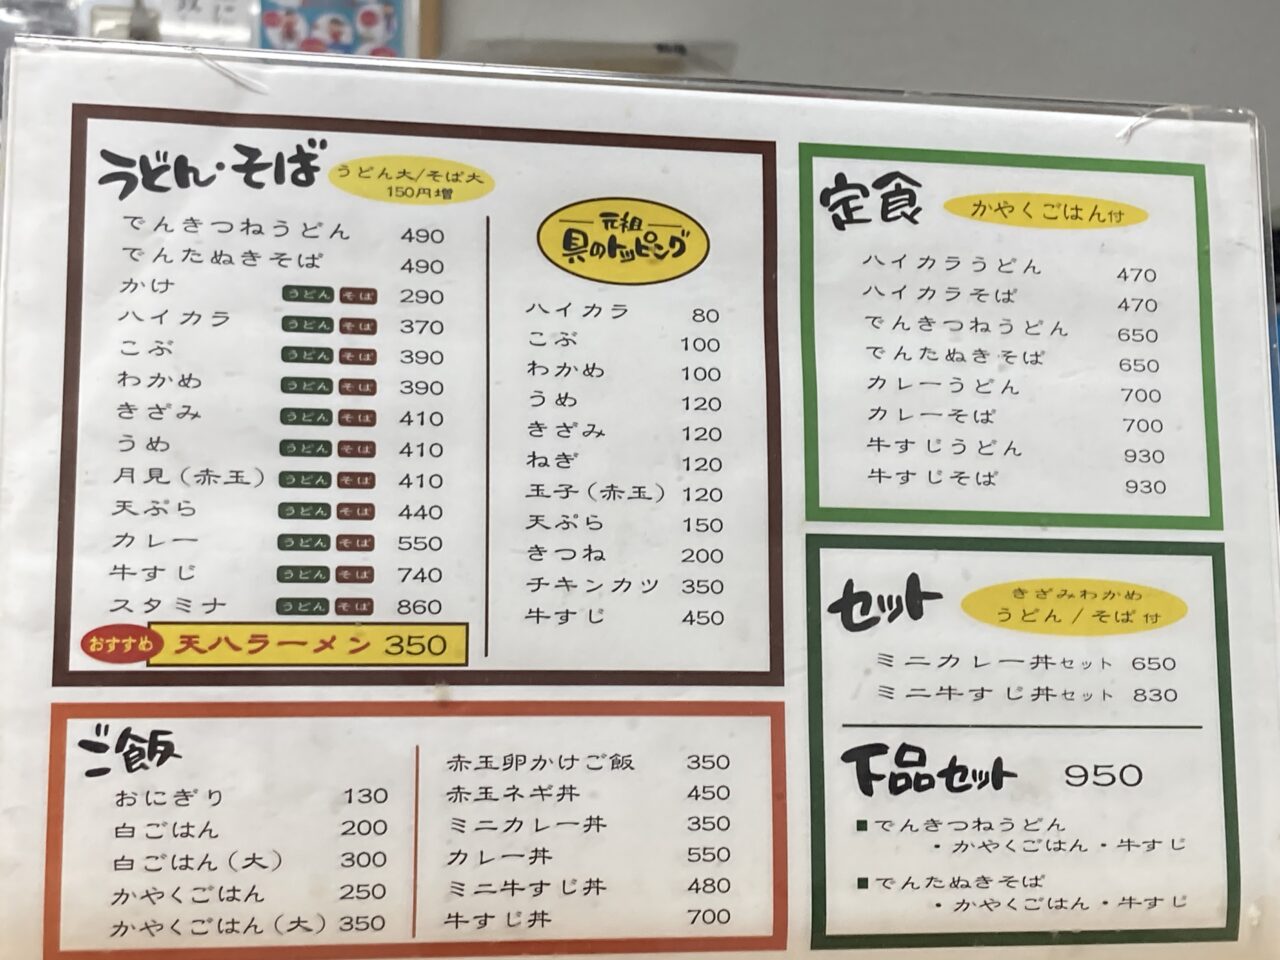 うどん・そば
うどん大/そば大
150円増
でんきつねうどん 490
でんたぬきそば 490
かけ うどん そば 290
ハイカラ うどん そば 370
こぶ うどん そば 390
わかめ うどん そば 390
きざみ うどん そば 410
うめ うどん そば 410
月見(赤玉) うどん そば 410
天ぷら うどん そば 440
カレー うどん そば 550
牛すじ うどん そば 740
スタミナ うどん そば 860
おすすめ 天八ラーメン 350
元祖
具のトッピング
ハイカラ 80
こぶ 100
わかめ 100
うめ 120
きざみ 120
ねぎ 120
玉子(赤玉) 120
天ぷら 150
きつね 200
チキンカツ 350
牛すじ 450
定食 かやくごはん付
ハイカラうどん 470
ハイカラそば 470
でんきつねうどん 650
でんたぬきそば 650
カレーうどん 700
カレーそば 700
牛すじうどん 930
牛すじそば 930
セット
きざみわかめ
うどん/そば付
ミニカレー丼セット 650
ミニ牛すじ丼セット 830
下品セット 950
■でんきつねうどん
・かやくごはん・牛すじ
■でんたぬきそば
・かやくごはん・牛すじ
ご飯
おにぎり 130
白ごはん 200
白ごはん(大) 300
かやくごはん 250
かやくごはん(大) 350
赤玉卵かけご飯 350
赤玉ネギ丼 450
ミニカレー丼 350
カレー丼 550
ミニ牛すじ丼 480
牛すじ丼 700